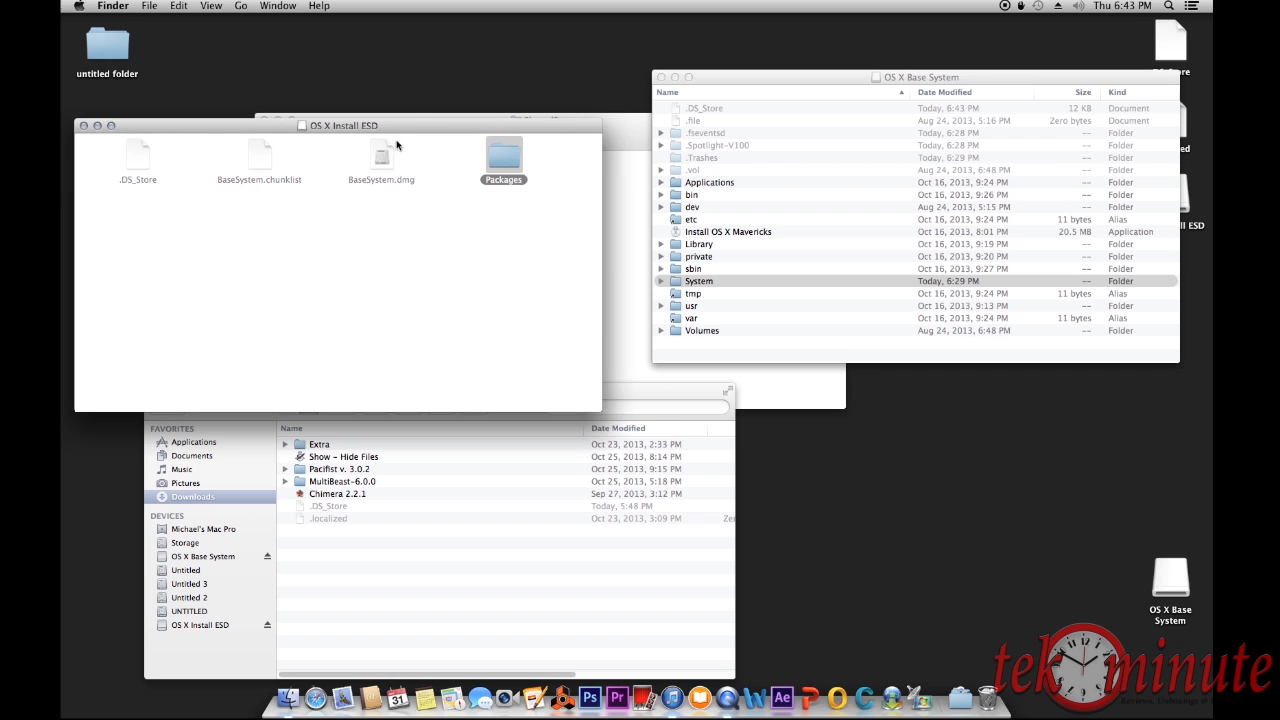 Finder File Edit View Go Window Help
Thu 6:43 PM
untitled folder
OS X Install ESD
.DS_Store
BaseSystem.chunklist
BaseSystem.dmg
Packages
OS X Base System
Name Date Modified Size Kind
.DS_Store Today, 6:43 PM 12 KB Document
.file Aug 24, 2013, 5:16 PM Zero bytes Document
.fseventsd Today, 6:28 PM -- Folder
.Spotlight-V100 Today, 6:28 PM -- Folder
.Trashes Today, 6:29 PM -- Folder
.vol Oct 16, 2013, 9:24 PM -- Folder
Applications Oct 16, 2013, 9:24 PM -- Folder
bin Oct 16, 2013, 9:26 PM -- Folder
dev Aug 24, 2013, 5:15 PM -- Folder
etc Oct 16, 2013, 9:24 PM 11 bytes Alias
Install OS X Mavericks Oct 16, 2013, 8:01 PM 20.5 MB Application
Library Oct 16, 2013, 9:19 PM -- Folder
private Oct 16, 2013, 9:20 PM -- Folder
sbin Oct 16, 2013, 9:27 PM -- Folder
System Today, 6:29 PM -- Folder
tmp Oct 16, 2013, 9:24 PM 11 bytes Alias
usr Oct 16, 2013, 9:13 PM -- Folder
var Oct 16, 2013, 9:24 PM 11 bytes Alias
Volumes Aug 24, 2013, 6:48 PM -- Folder
ESD
FAVORITES
Applications
Documents
Music
Pictures
Downloads
DEVICES
Michael's Mac Pro
Storage
OS X Base System
Untitled
Untitled 3
Untitled 2
UNTITLED
OS X Install ESD
Name Date Modified
Extra Oct 23, 2013, 2:33 PM
Show - Hide Files Oct 25, 2013, 8:14 PM
Pacifist v. 3.0.2 Oct 25, 2013, 9:15 PM
MultiBeast-6.0.0 Oct 25, 2013, 5:18 PM
Chimera 2.2.1 Sep 27, 2013, 3:12 PM
.DS_Store Today, 5:48 PM
.localized Oct 23, 2013, 3:09 PM
OS X Base
System
tek minute